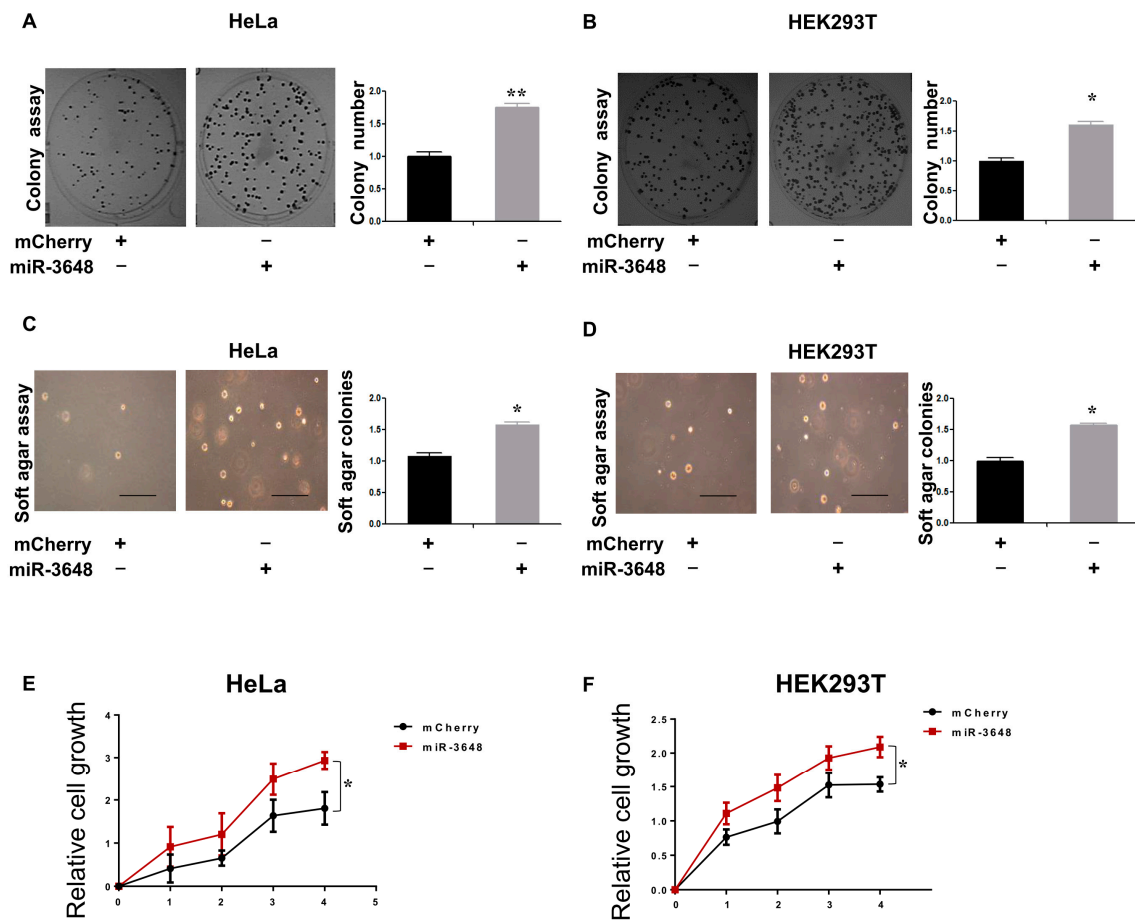 A
HeLa
Colony assay
Colony number
2.0
1.5
1.0
0.5
0.0
**
mCherry + – + –
miR-3648 – + – +
B
HEK293T
Colony assay
Colony number
2.0
1.5
1.0
0.5
0.0
*
mCherry + – + –
miR-3648 – + – +
C
HeLa
Soft agar assay
Soft agar colonies
2.0
1.5
1.0
0.5
0.0
*
mCherry + – + –
miR-3648 – + – +
D
HEK293T
Soft agar assay
Soft agar colonies
2.0
1.5
1.0
0.5
0.0
*
mCherry + – + –
miR-3648 – + – +
E
HeLa
Relative cell growth
4
3
2
1
0
0 1 2 3 4 5
mCherry
miR-3648
*
F
HEK293T
Relative cell growth
2.5
2.0
1.5
1.0
0.5
0.0
0 1 2 3 4
mCherry
miR-3648
*